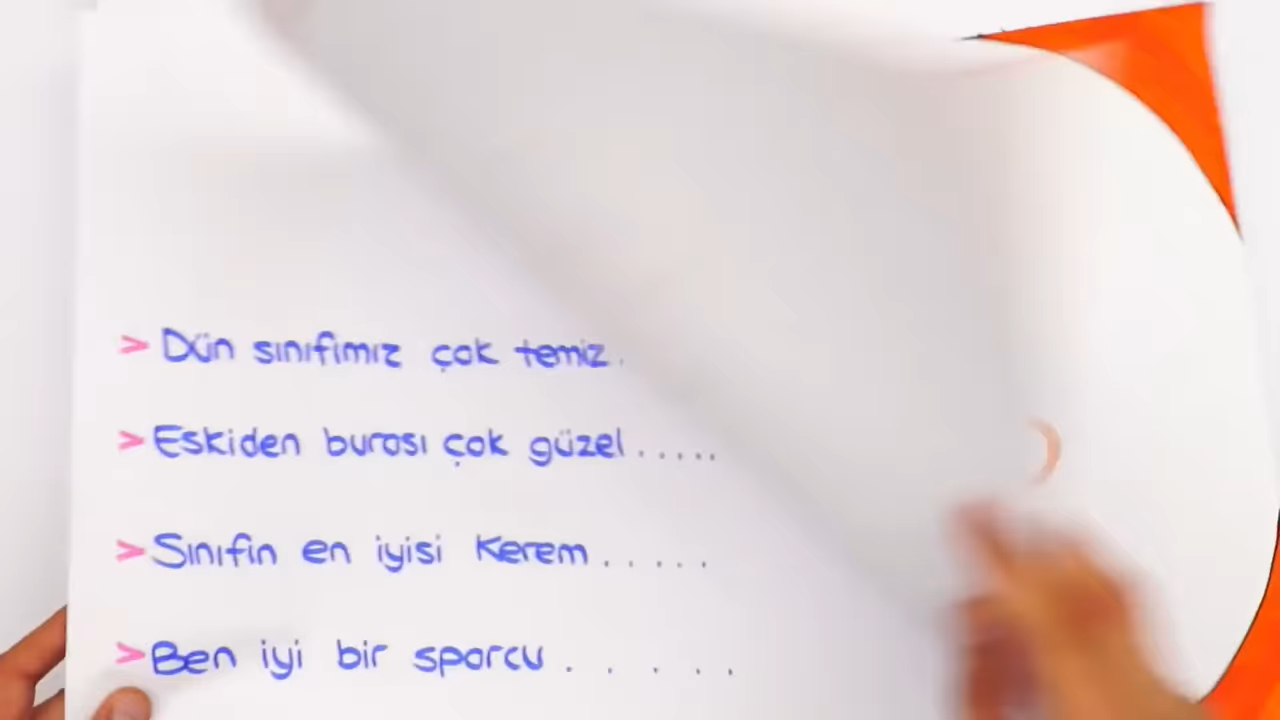 > Dün sınıfımız çok temiz.
> Eskiden burası çok güzel.....
> Sınıfın en iyisi Kerem.....
> Ben iyi bir sporcu.....